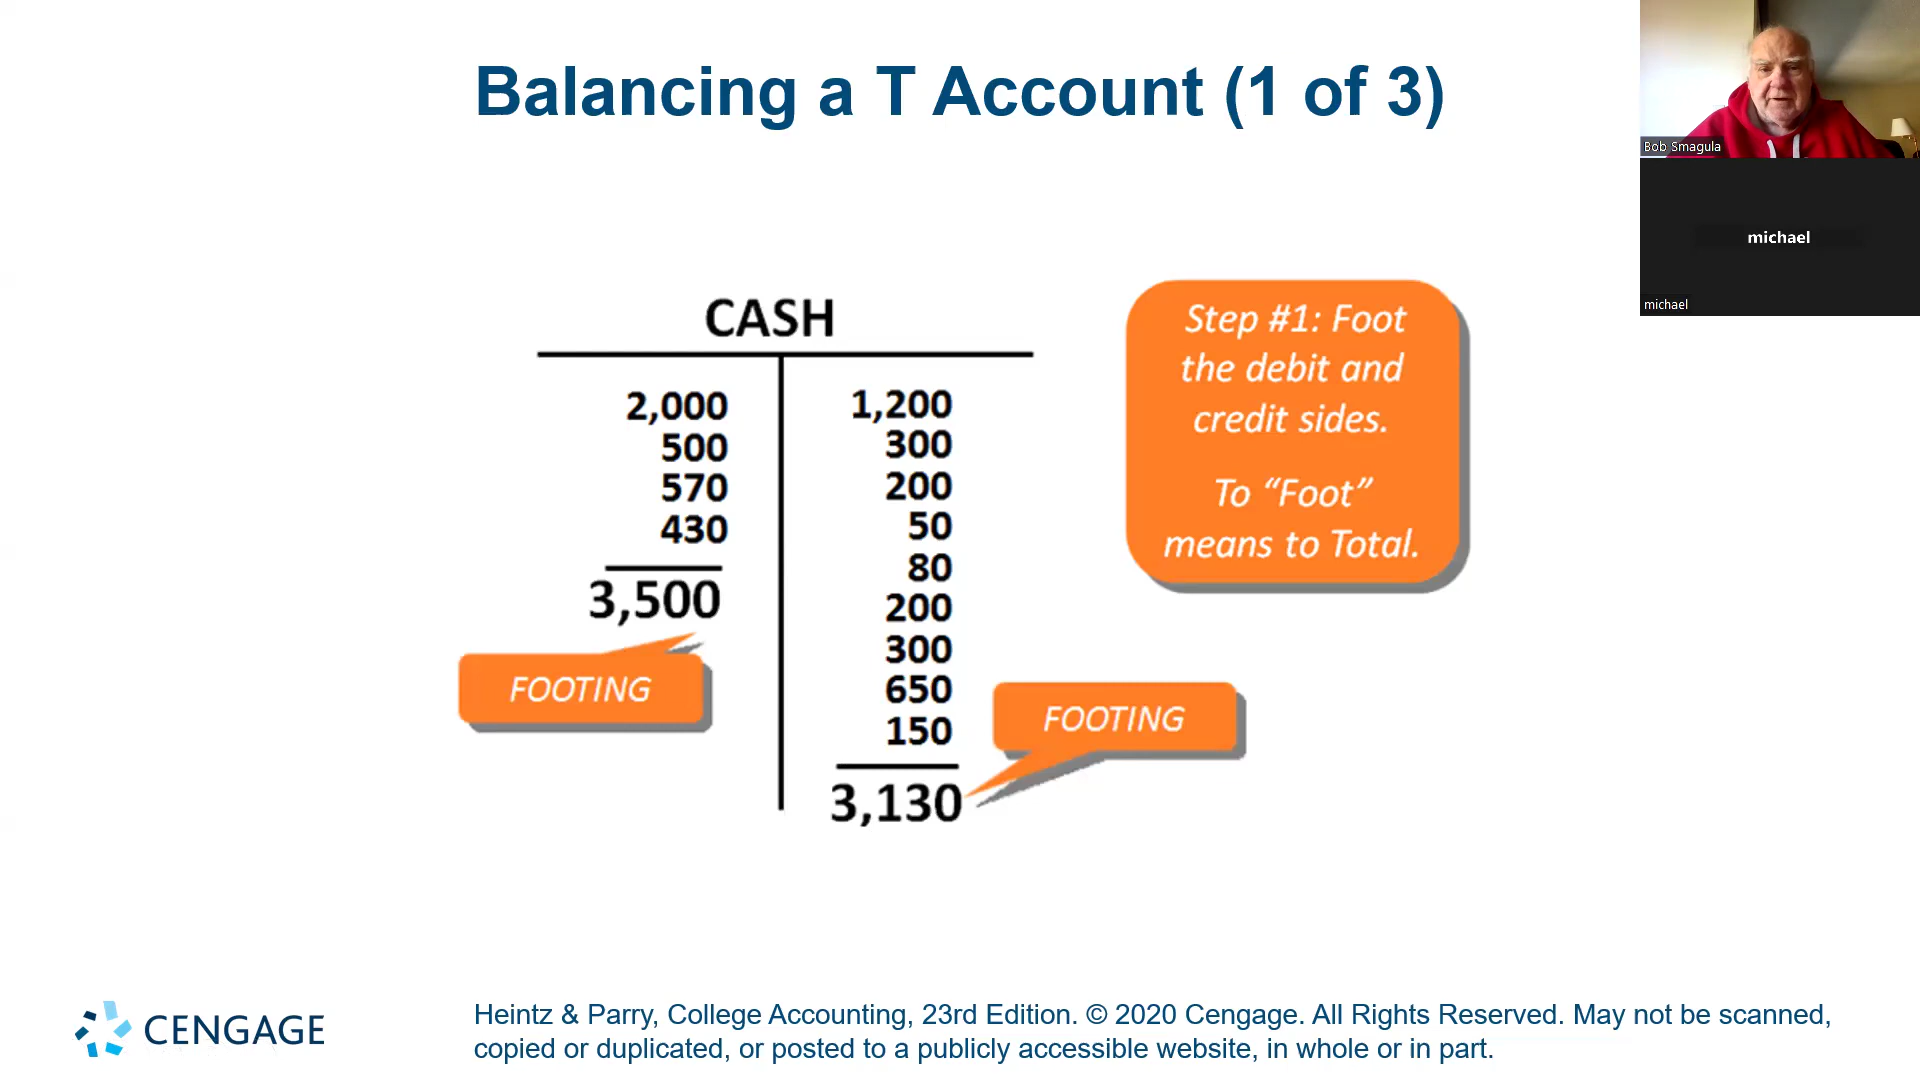 Balancing a T Account (1 of 3)
Bob Smagula
michael
michael
CASH
2,000
500
570
430
3,500
FOOTING
1,200
300
200
50
80
200
300
650
150
3,130
FOOTING
Step #1: Foot
the debit and
credit sides.
To “Foot”
means to Total.
CENGAGE
Heintz & Parry, College Accounting, 23rd Edition. © 2020 Cengage. All Rights Reserved. May not be scanned,
copied or duplicated, or posted to a publicly accessible website, in whole or in part.